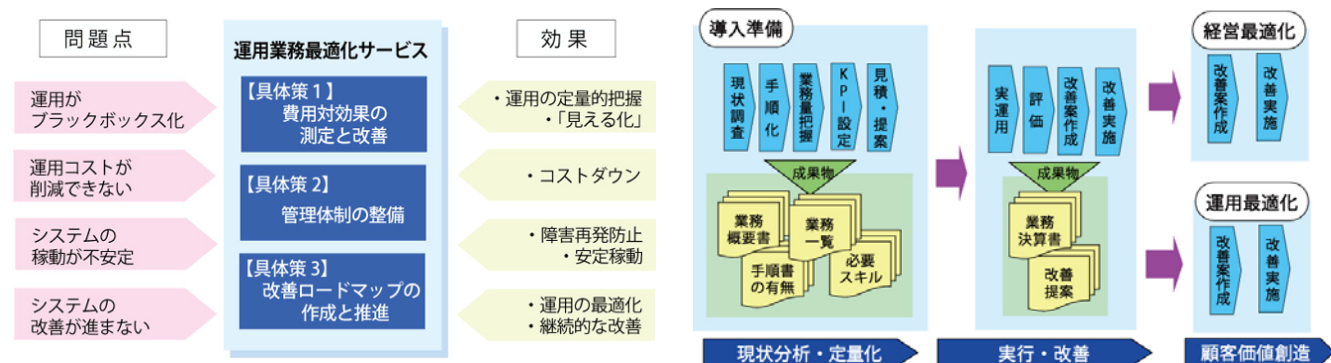 問題点
運用が
ブラックボックス化
運用コストが
削減できない
システムの
稼動が不安定
システムの
改善が進まない
運用業務最適化サービス
【具体策 1】
費用対効果の
測定と改善
【具体策 2】
管理体制の整備
【具体策 3】
改善ロードマップの
作成と推進
効果
・運用の定量的把握
・「見える化」
・コストダウン
・障害再発防止
・安定稼動
・運用の最適化
・継続的な改善
導入準備
現状調査
手順化
業務量把握
KPI設定
見積・提案
成果物
業務
概要書
業務
一覧
手順書
の有無
必要
スキル
現状分析・定量化
実運用
評価
改善案作成
改善実施
成果物
業務
決算書
改善
提案
実行・改善
経営最適化
改善案作成
改善実施
運用最適化
改善案作成
改善実施
顧客価値創造